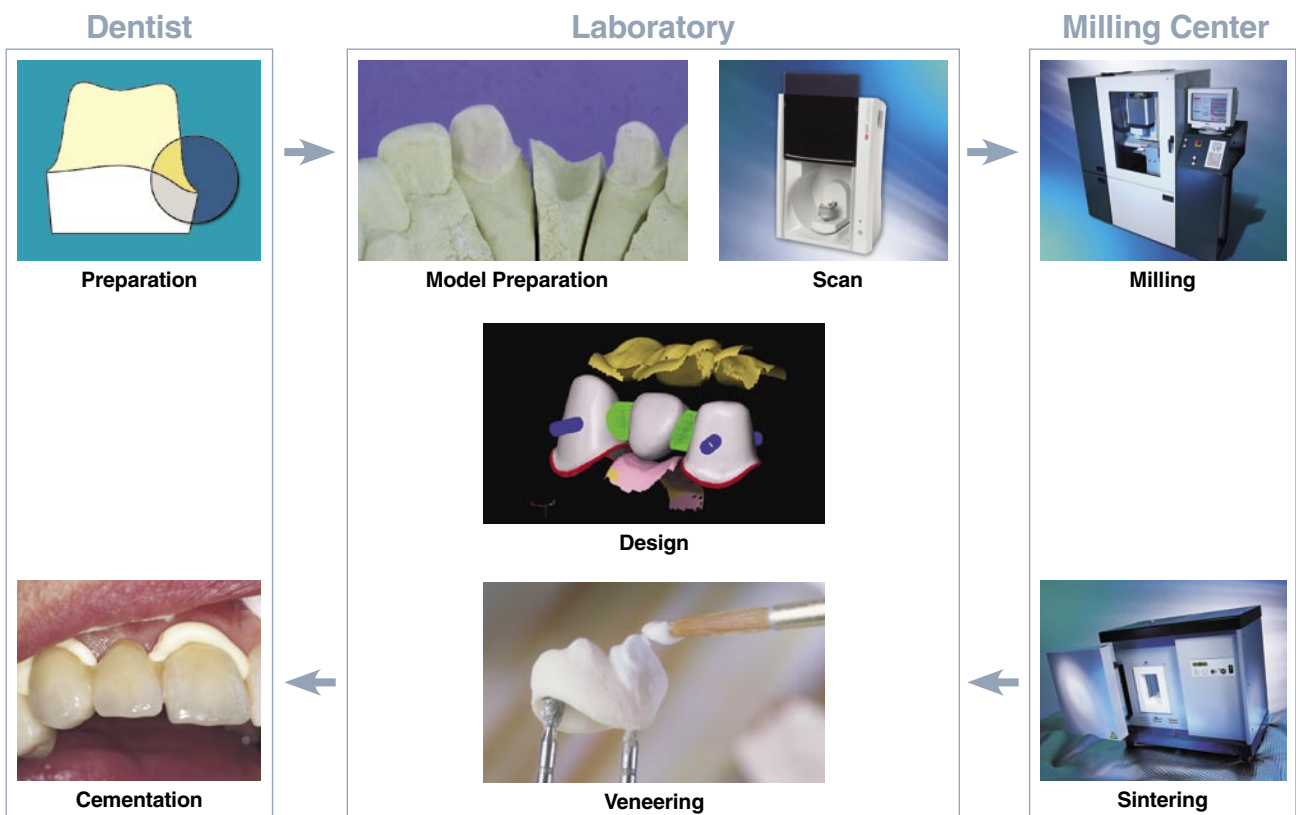 Dentist
Laboratory
Milling Center
Preparation
Model Preparation
Scan
Milling
Design
Cementation
Veneering
Sintering